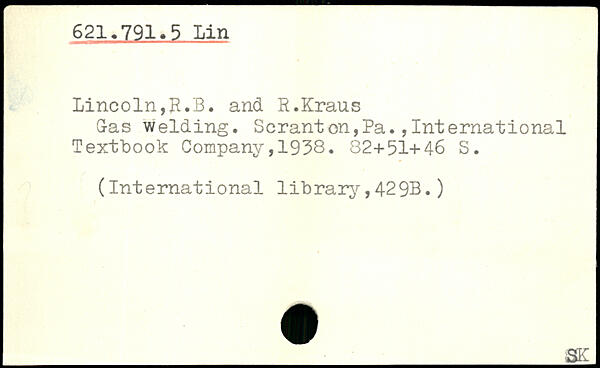 621.791.5 Lin
Lincoln,R.B. and R.Kraus
Gas Welding. Scranton,Pa.,International
Textbook Company,1938. 82+51+46 S.
(International library,429B.)
SK